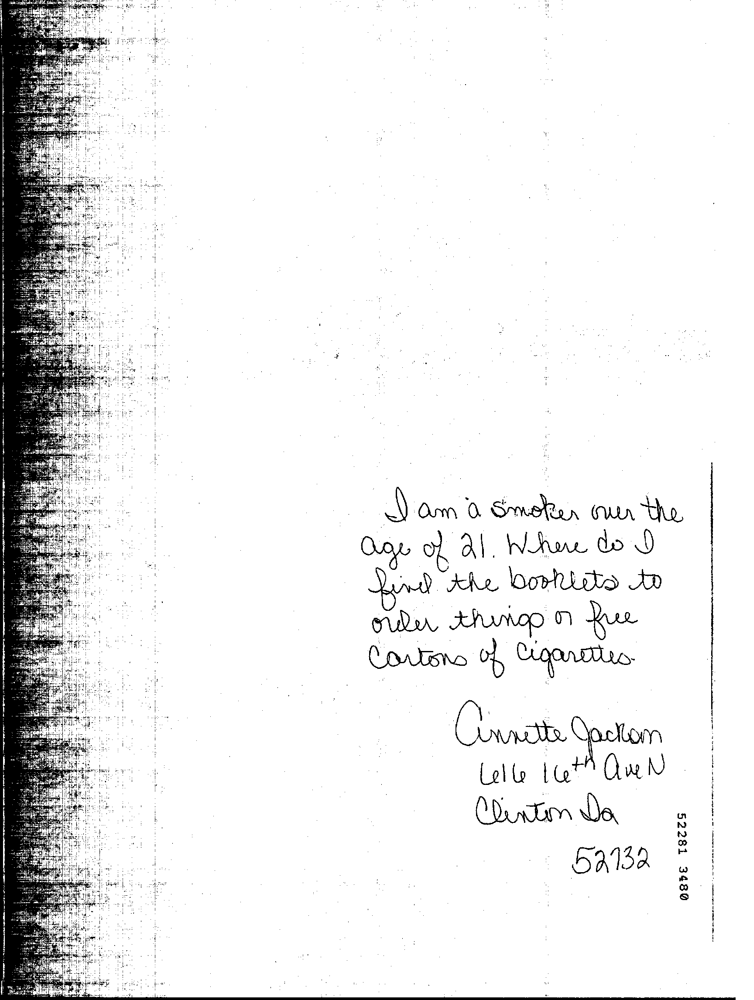 I am a smoker over the
age of 21. Where do I
find the booklets to
order things or free
Cartons of Cigarettes.
Annette Jackson
616 16th Ave N
Clinton Ia
52732
52281 3480